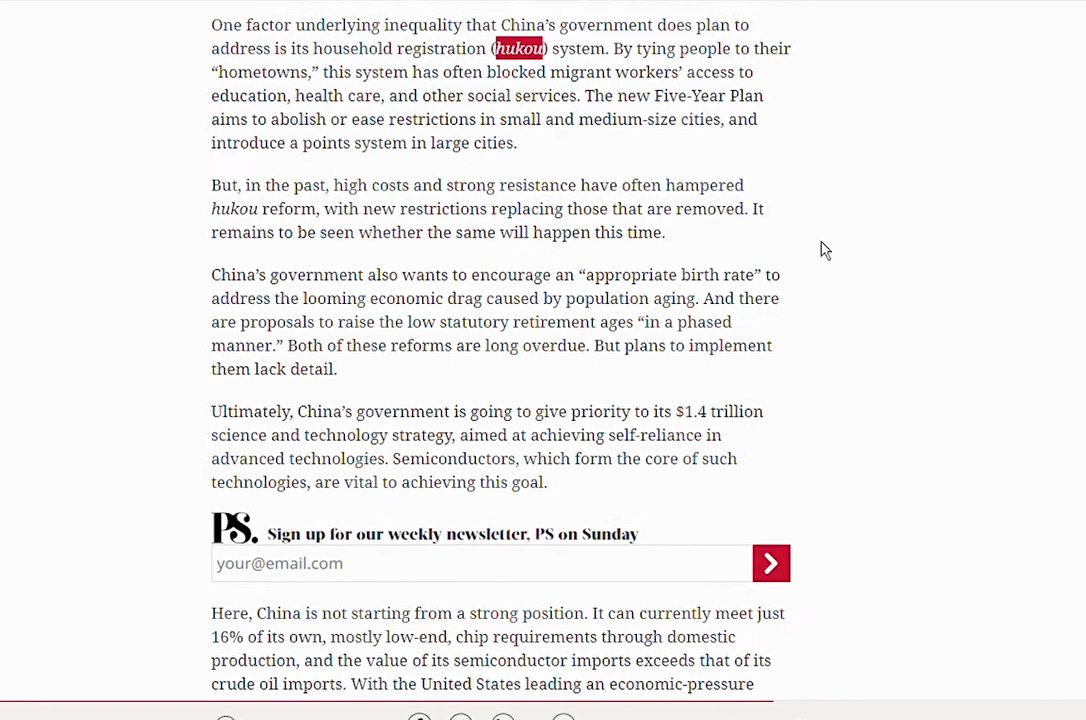 One factor underlying inequality that China’s government does plan to
address is its household registration (hukou) system. By tying people to their
“hometowns,” this system has often blocked migrant workers’ access to
education, health care, and other social services. The new Five-Year Plan
aims to abolish or ease restrictions in small and medium-size cities, and
introduce a points system in large cities.
But, in the past, high costs and strong resistance have often hampered
hukou reform, with new restrictions replacing those that are removed. It
remains to be seen whether the same will happen this time.
China’s government also wants to encourage an “appropriate birth rate” to
address the looming economic drag caused by population aging. And there
are proposals to raise the low statutory retirement ages “in a phased
manner.” Both of these reforms are long overdue. But plans to implement
them lack detail.
Ultimately, China’s government is going to give priority to its $1.4 trillion
science and technology strategy, aimed at achieving self-reliance in
advanced technologies. Semiconductors, which form the core of such
technologies, are vital to achieving this goal.
PS. Sign up for our weekly newsletter, PS on Sunday
your@email.com
Here, China is not starting from a strong position. It can currently meet just
16% of its own, mostly low-end, chip requirements through domestic
production, and the value of its semiconductor imports exceeds that of its
crude oil imports. With the United States leading an economic-pressure